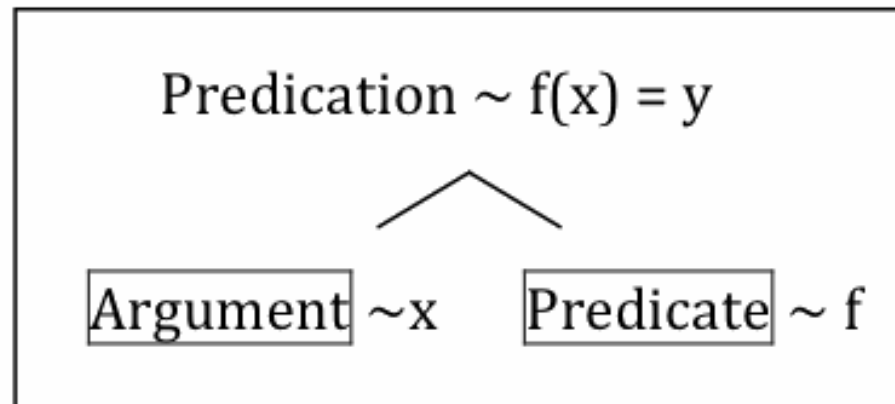 Predication ~ f(x) = y
Argument ~x Predicate ~ f